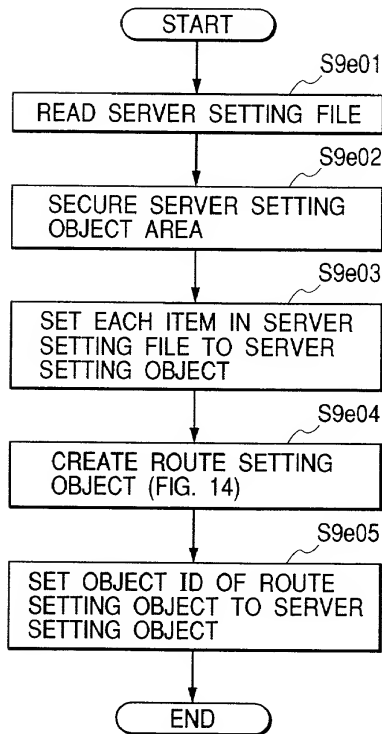 START
S9e01
READ SERVER SETTING FILE
S9e02
SECURE SERVER SETTING
OBJECT AREA
S9e03
SET EACH ITEM IN SERVER
SETTING FILE TO SERVER
SETTING OBJECT
S9e04
CREATE ROUTE SETTING
OBJECT (FIG. 14)
S9e05
SET OBJECT ID OF ROUTE
SETTING OBJECT TO SERVER
SETTING OBJECT
END